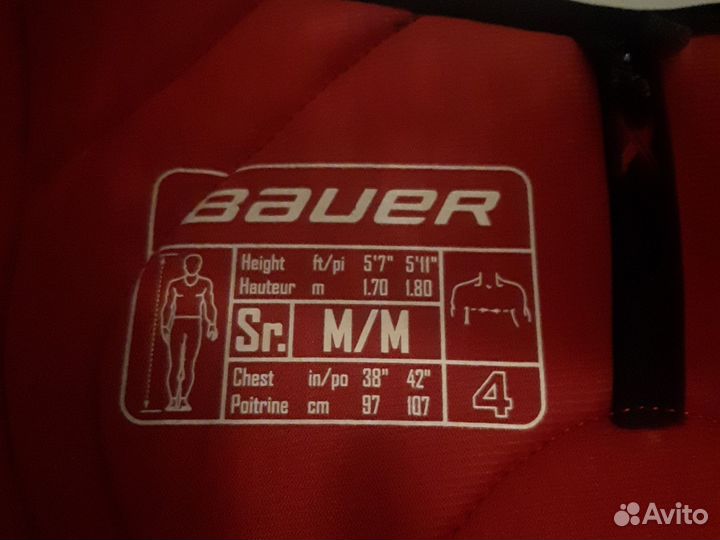 BAUER
Height ft/pi 5'7" 5'11"
Hauteur m 1.70 1.80
Sr. M/M
Chest in/po 38" 42"
Poitrine cm 97 107
4
Avito